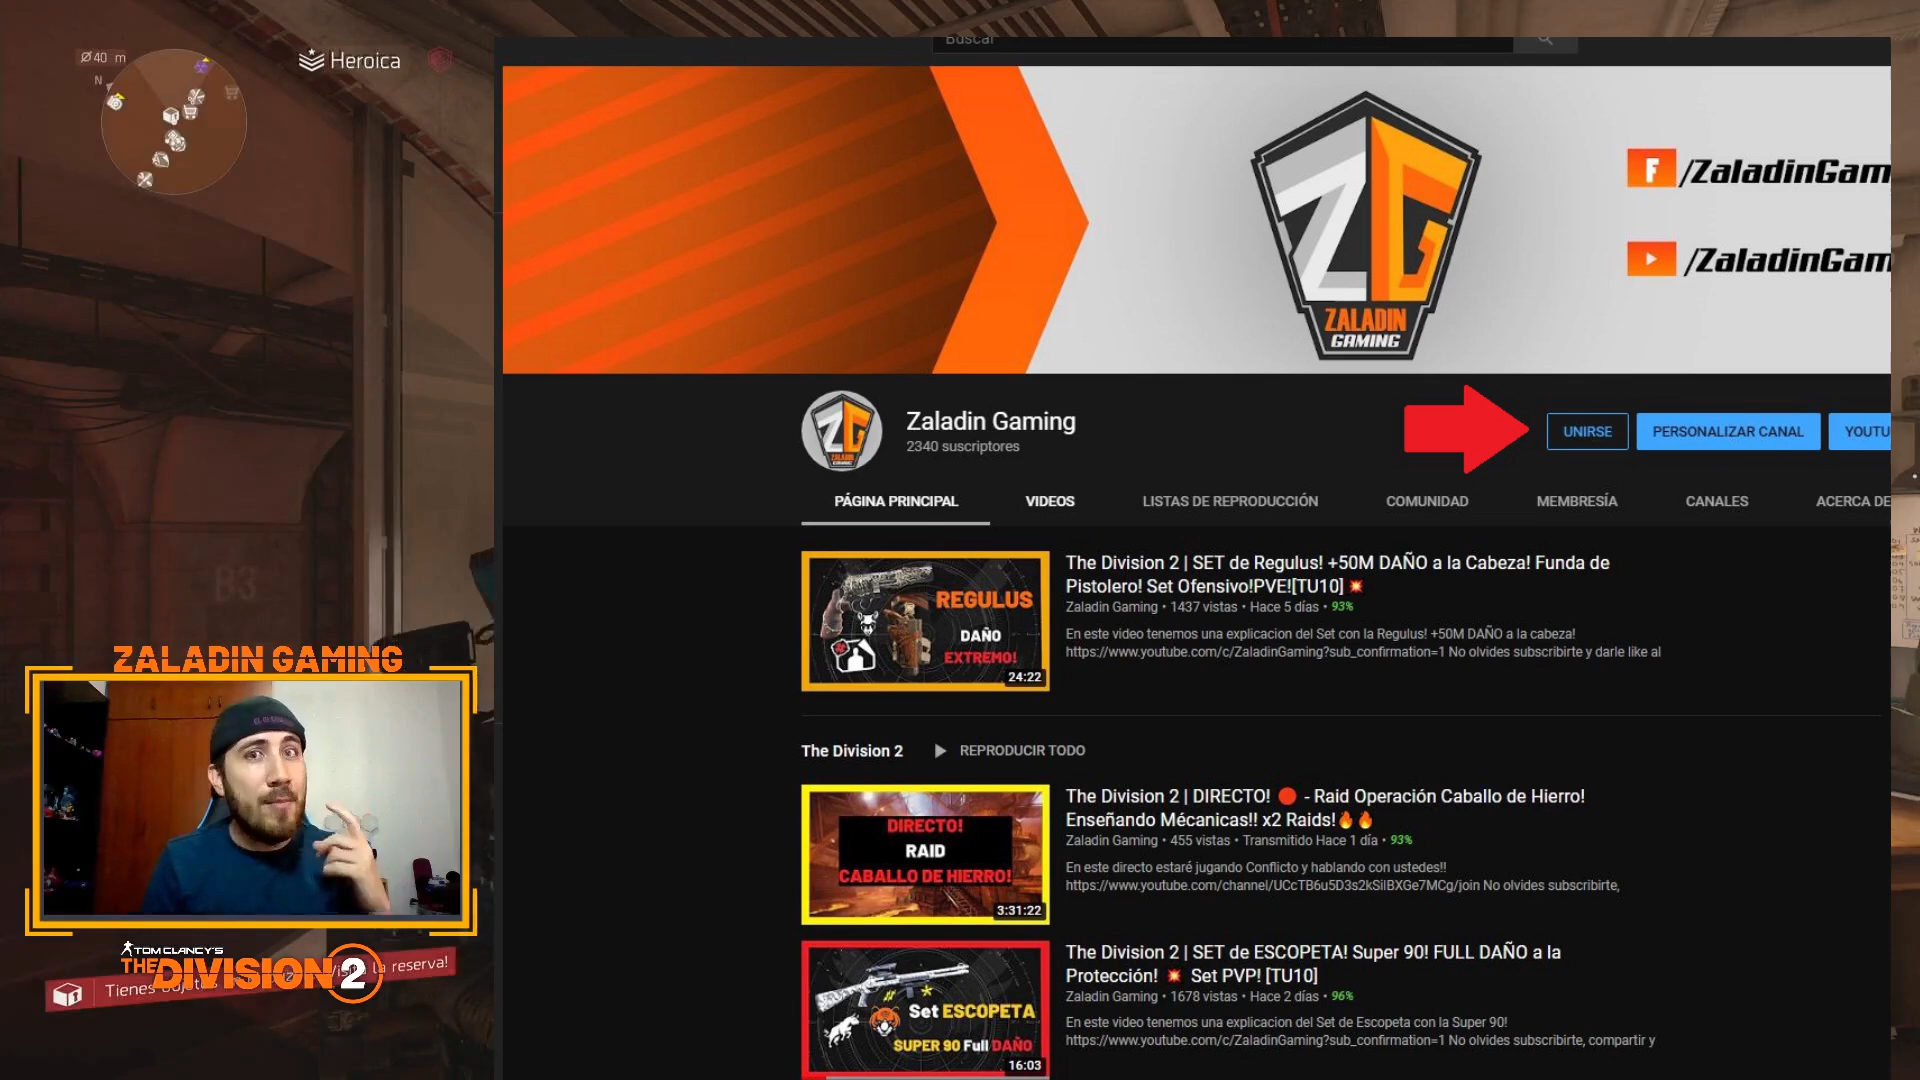 Ø40 m
N
Heroica
Buscar
ZALADIN
GAMING
F /ZaladinGam
/ZaladinGam
Zaladin Gaming
2340 suscriptores
UNIRSE
PERSONALIZAR CANAL
YOUTU
PÁGINA PRINCIPAL
VIDEOS
LISTAS DE REPRODUCCIÓN
COMUNIDAD
MEMBRESÍA
CANALES
ACERCA DE
REGULUS
DAÑO
EXTREMO!
24:22
The Division 2 | SET de Regulus! +50M DAÑO a la Cabeza! Funda de
Pistolero! Set Ofensivo!PVE![TU10] 💥
Zaladin Gaming • 1437 vistas • Hace 5 días • 93%
En este video tenemos una explicacion del Set con la Regulus! +50M DAÑO a la cabeza!
https://www.youtube.com/c/ZaladinGaming?sub_confirmation=1 No olvides subscribirte y darle like al
The Division 2
REPRODUCIR TODO
DIRECTO!
RAID
CABALLO DE HIERRO!
3:31:22
The Division 2 | DIRECTO! 🔴 - Raid Operación Caballo de Hierro!
Enseñando Mécanicas!! x2 Raids!🔥🔥
Zaladin Gaming • 455 vistas • Transmitido Hace 1 día • 93%
En este directo estaré jugando Conflicto y hablando con ustedes!!
https://www.youtube.com/channel/UCcTB6u5D3s2kSilBXGe7MCg/join No olvides subscribirte,
Set ESCOPETA
SUPER 90 Full DAÑO
16:03
The Division 2 | SET de ESCOPETA! Super 90! FULL DAÑO a la
Protección! 💥 Set PVP! [TU10]
Zaladin Gaming • 1678 vistas • Hace 2 días • 96%
En este video tenemos una explicacion del Set de Escopeta con la Super 90!
https://www.youtube.com/c/ZaladinGaming?sub_confirmation=1 No olvides subscribirte, compartir y
B3
ZALADIN GAMING
TOM CLANCY'S
THE DIVISION 2
Tienes la reserva!